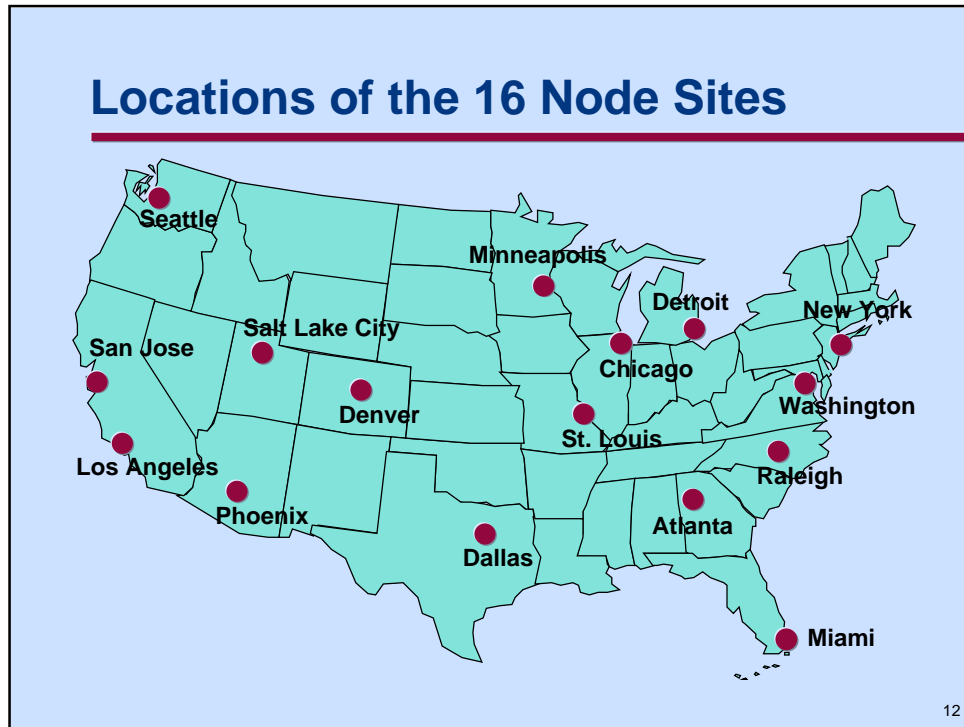 Locations of the 16 Node Sites
Seattle
Minneapolis
Detroit
New York
Salt Lake City
San Jose
Chicago
Denver
Washington
St. Louis
Los Angeles
Raleigh
Phoenix
Atlanta
Dallas
Miami
12